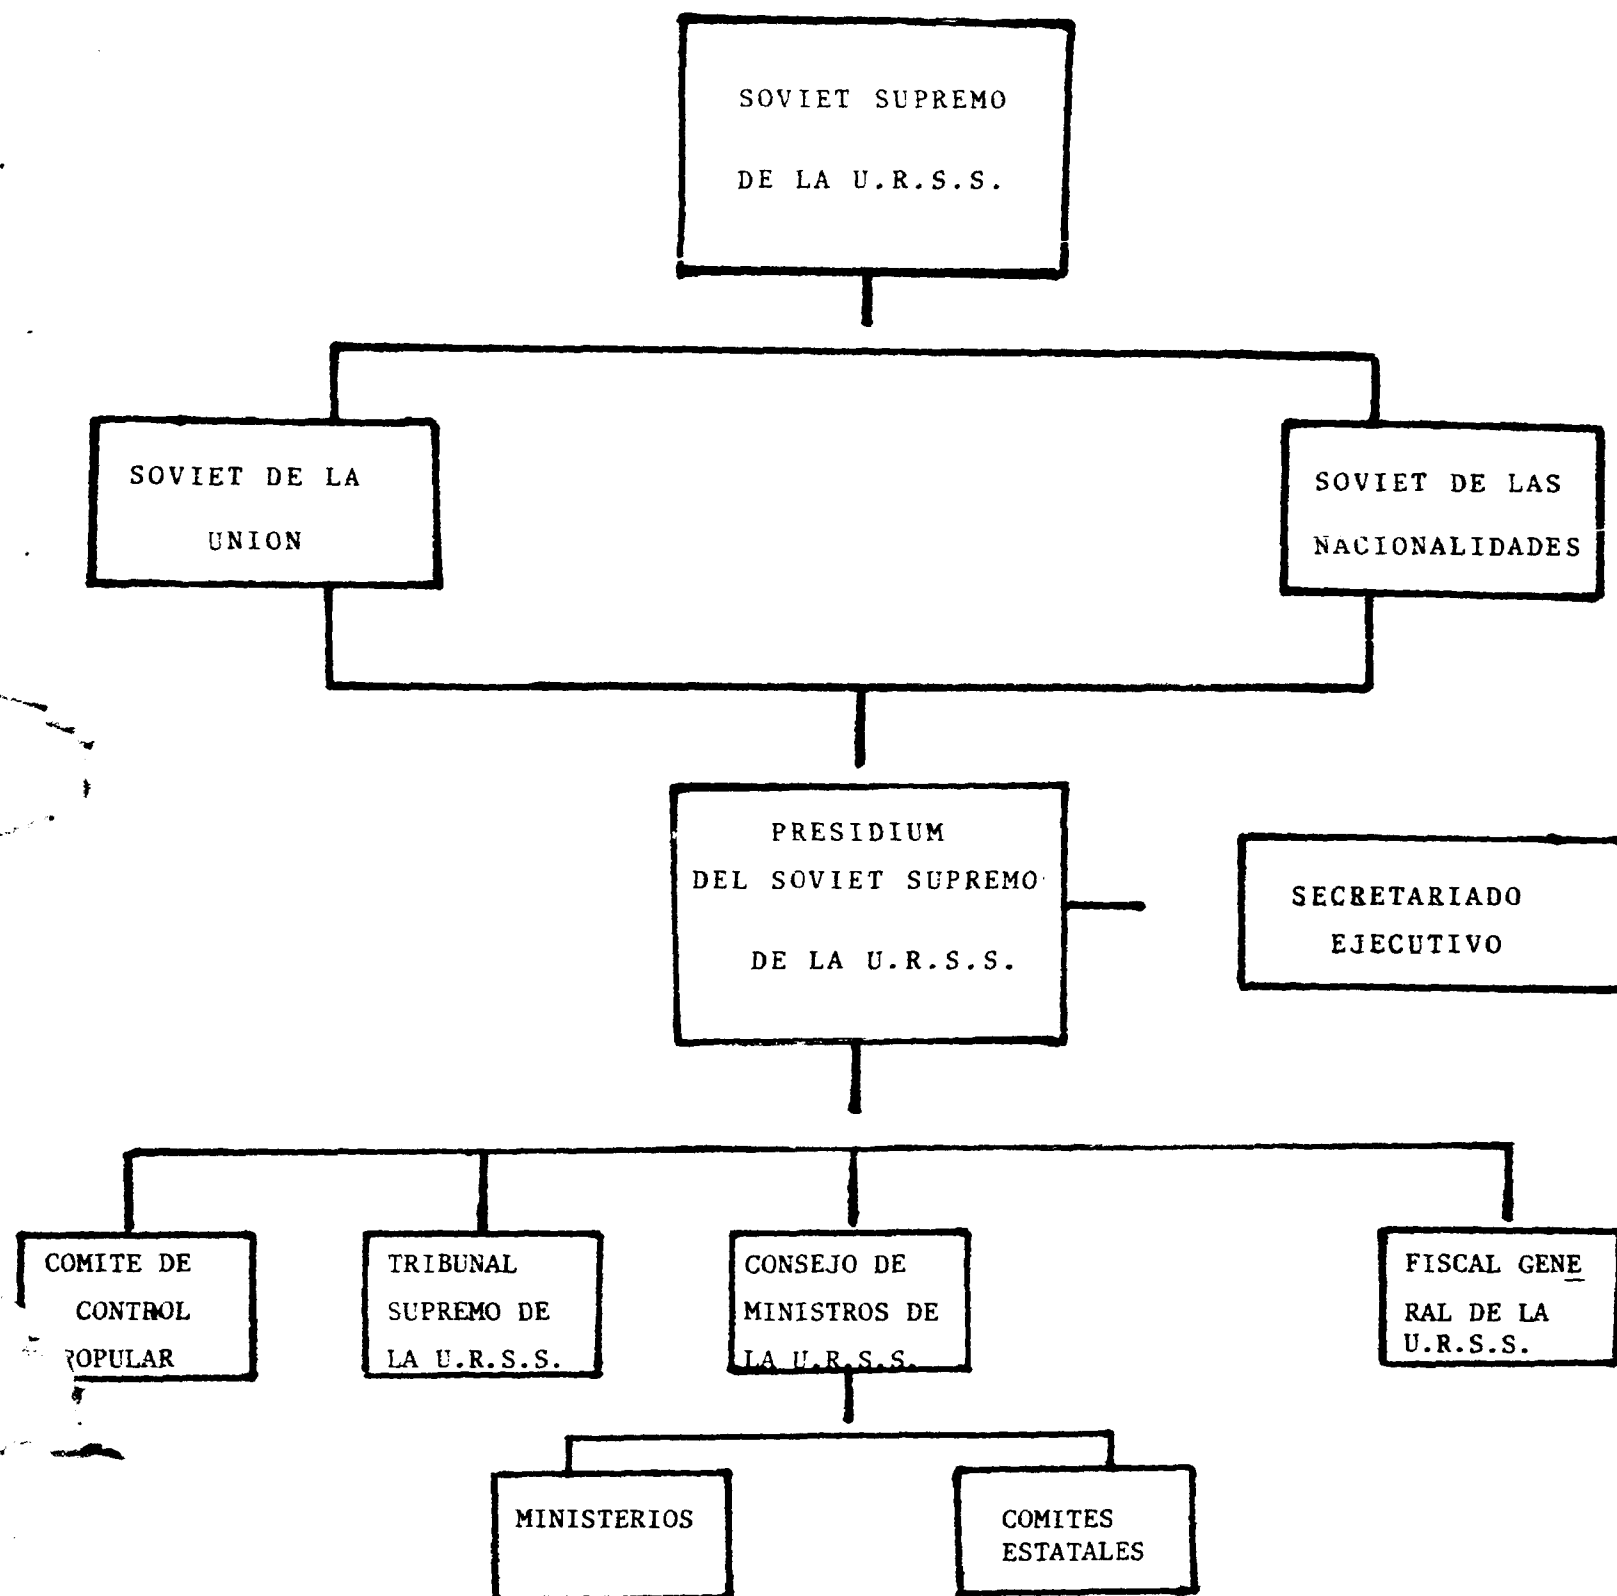 SOVIET SUPREMO
DE LA U.R.S.S.
SOVIET DE LA
UNION
SOVIET DE LAS
NACIONALIDADES
PRESIDIUM
DEL SOVIET SUPREMO
DE LA U.R.S.S.
SECRETARIADO
EJECUTIVO
COMITE DE
CONTROL
POPULAR
TRIBUNAL
SUPREMO DE
LA U.R.S.S.
CONSEJO DE
MINISTROS DE
LA U.R.S.S.
FISCAL GENE
RAL DE LA
U.R.S.S.
MINISTERIOS
COMITES
ESTATALES